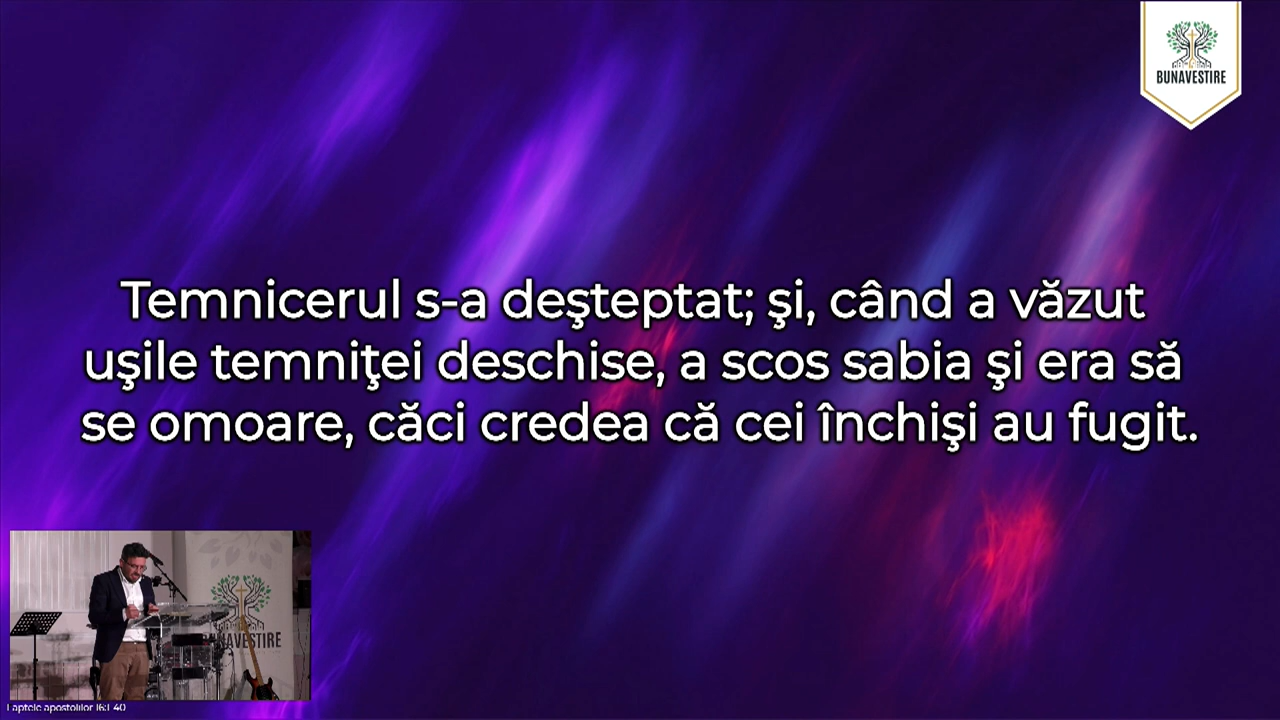 BUNAVESTIRE
Temnicerul s-a deşteptat; şi, când a văzut
uşile temniţei deschise, a scos sabia şi era să
se omoare, căci credea că cei închişi au fugit.
BUNAVESTIRE
Faptele apostolilor 16:1-40